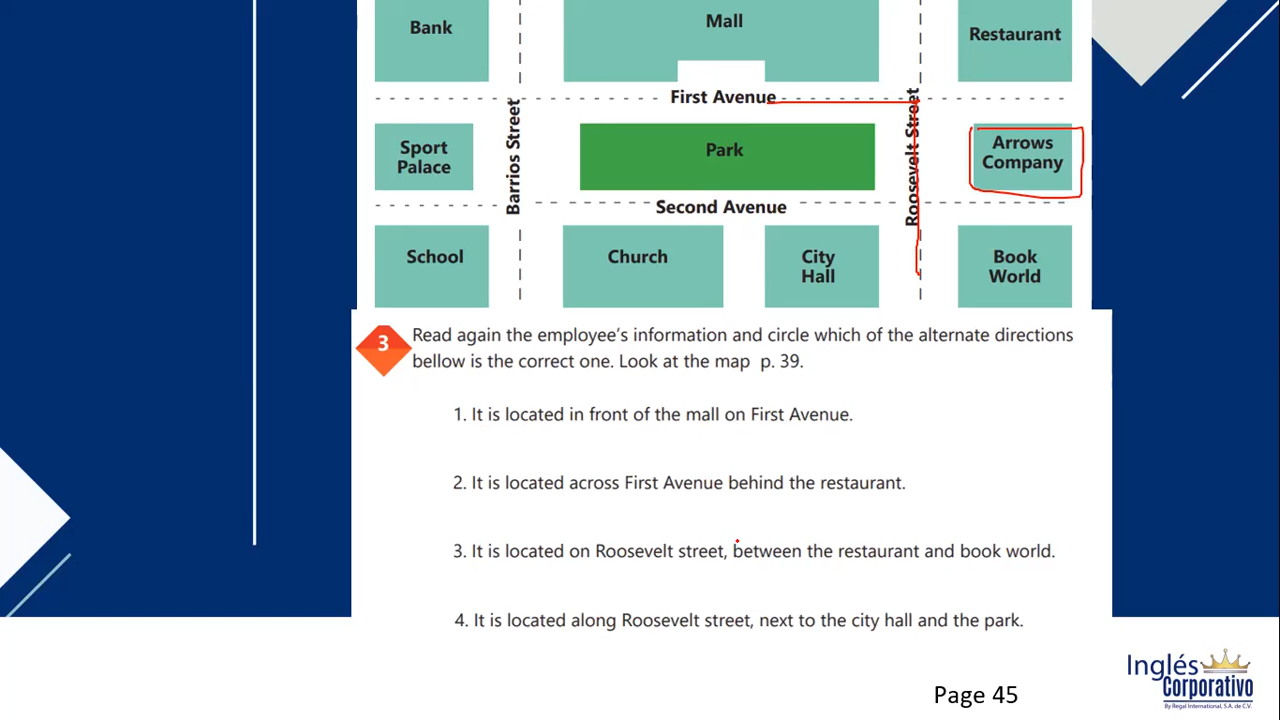 Bank
Mall
Restaurant
First Avenue
Barrios Street
Roosevelt Street
Sport
Palace
Park
Arrows
Company
Second Avenue
School
Church
City
Hall
Book
World
3
Read again the employee's information and circle which of the alternate directions
bellow is the correct one. Look at the map p. 39.
1. It is located in front of the mall on First Avenue.
2. It is located across First Avenue behind the restaurant.
3. It is located on Roosevelt street, between the restaurant and book world.
4. It is located along Roosevelt street, next to the city hall and the park.
Inglés
Corporativo
By Regal International, S.A. de C.V.
Page 45